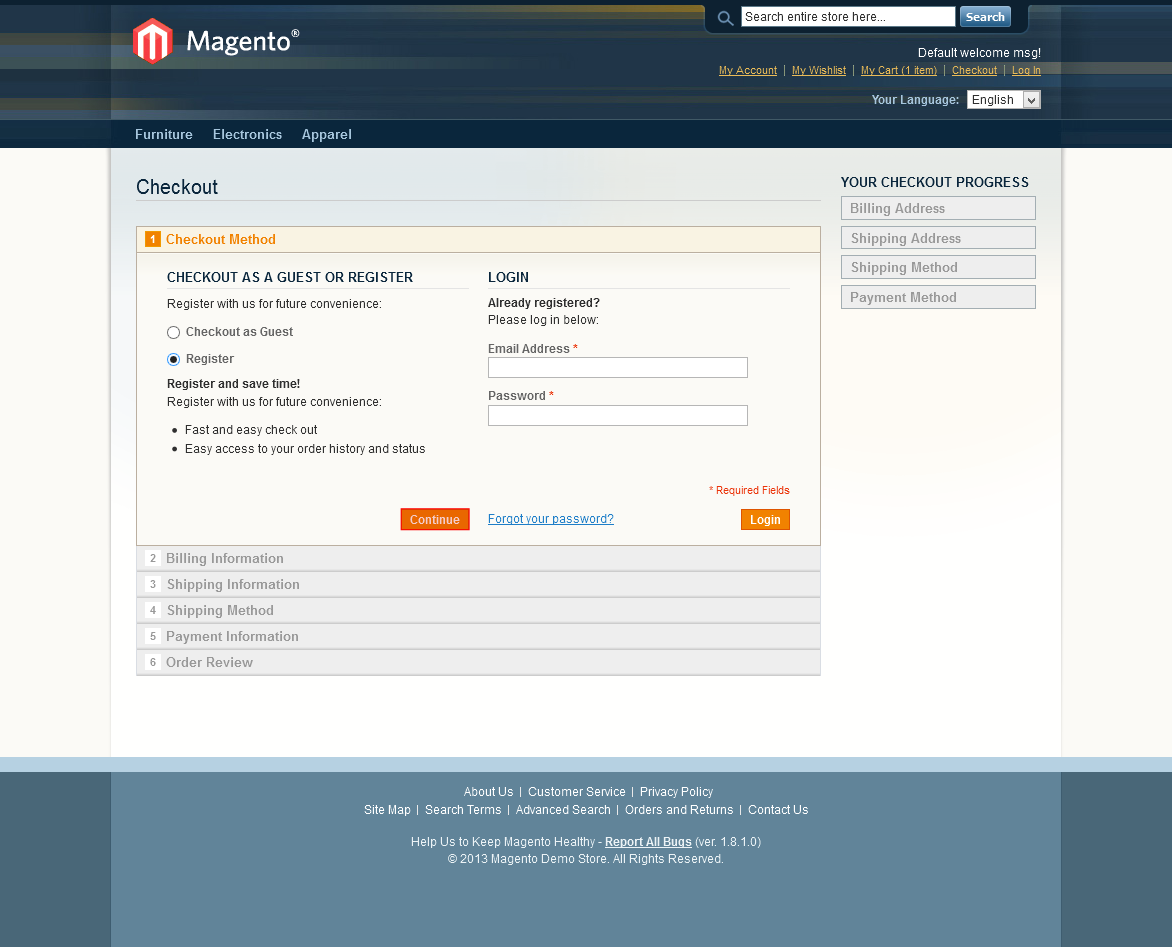 Magento®
Search entire store here...
Search
Default welcome msg!
My Account | My Wishlist | My Cart (1 item) | Checkout | Log In
Your Language: English
Furniture Electronics Apparel
Checkout
1 Checkout Method
CHECKOUT AS A GUEST OR REGISTER
Register with us for future convenience:
Checkout as Guest
Register
Register and save time!
Register with us for future convenience:
• Fast and easy check out
• Easy access to your order history and status
Continue
LOGIN
Already registered?
Please log in below:
Email Address *
Password *
* Required Fields
Forgot your password?
Login
2 Billing Information
3 Shipping Information
4 Shipping Method
5 Payment Information
6 Order Review
YOUR CHECKOUT PROGRESS
Billing Address
Shipping Address
Shipping Method
Payment Method
About Us | Customer Service | Privacy Policy
Site Map | Search Terms | Advanced Search | Orders and Returns | Contact Us
Help Us to Keep Magento Healthy - Report All Bugs (ver. 1.8.1.0)
© 2013 Magento Demo Store. All Rights Reserved.